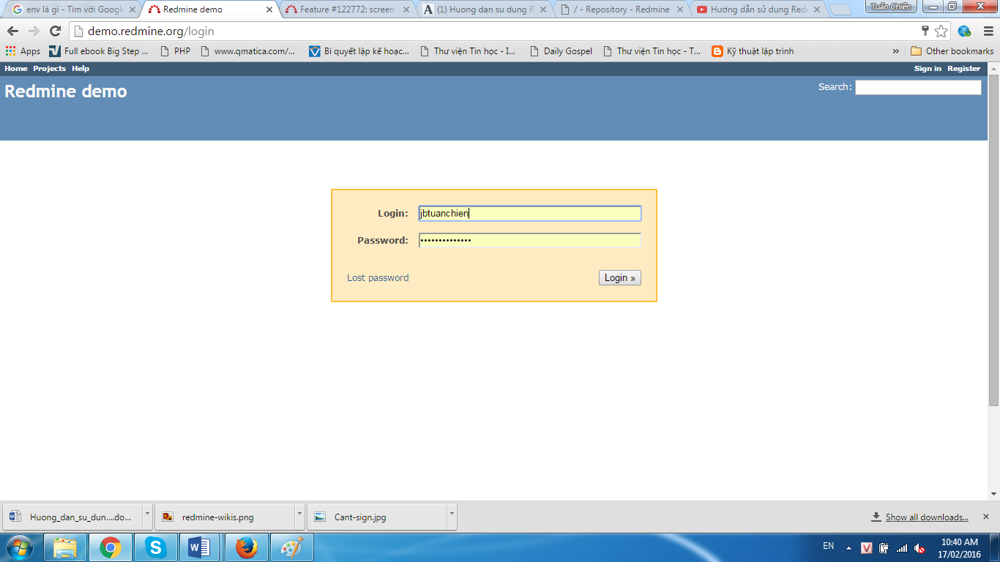 env là gì - Tìm với Google
Redmine demo
Feature #122772: screen
(1) Huong dan su dung R
/ - Repository - Redmine
Hướng dẫn sử dụng Red
Tuấn Chiến
demo.redmine.org/login
Apps
Full ebook Big Step ...
PHP
www.qmatica.com/...
Bí quyết lập kế hoạc...
Thư viện Tin học - I...
Daily Gospel
Thư viện Tin học - T...
Kỹ thuật lập trình
»
Other bookmarks
Home Projects Help
Sign in Register
Redmine demo
Search:
Login: jbtuanchien
Password: ••••••••••••••
Lost password
Login »
Huong_dan_su_dun....do...
redmine-wikis.png
Cant-sign.jpg
Show all downloads...
EN
10:40 AM
17/02/2016